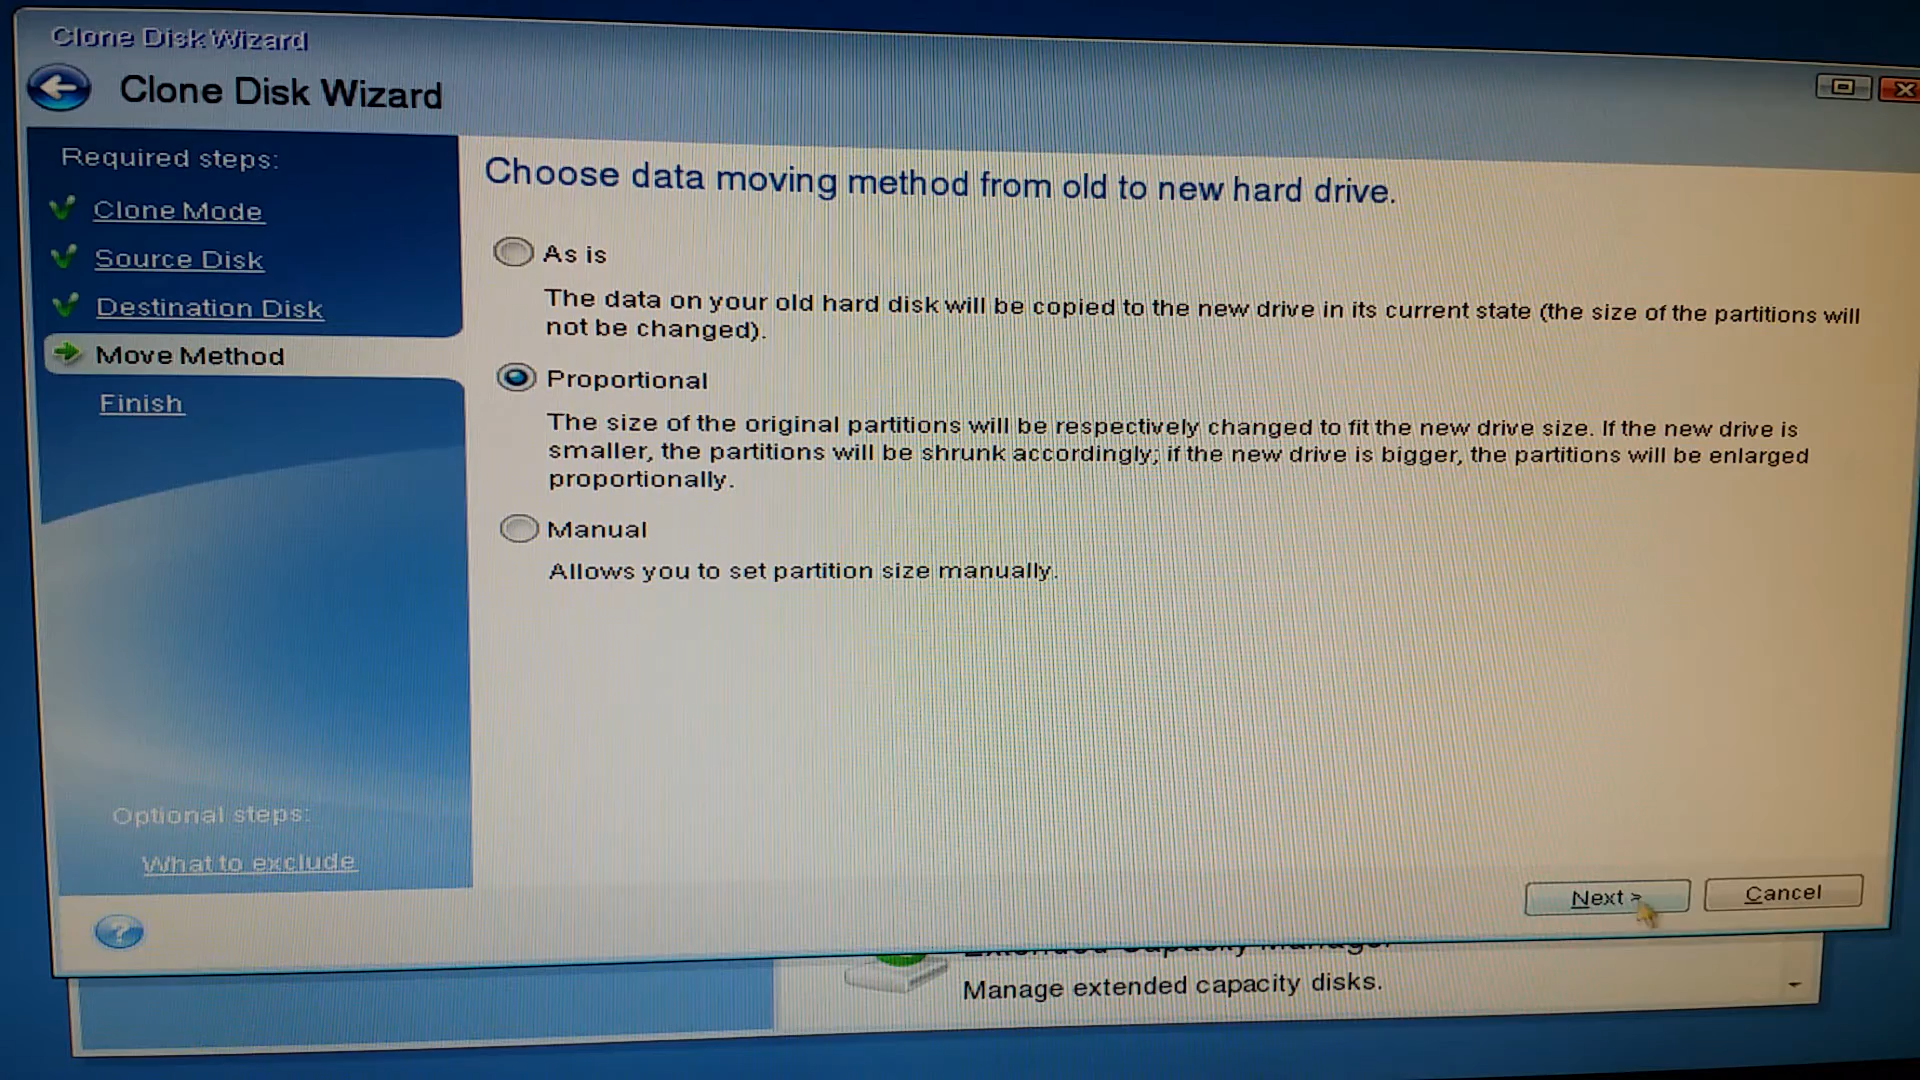 Clone Disk Wizard
Clone Disk Wizard
Required steps:
Clone Mode
Source Disk
Destination Disk
Move Method
Finish
Optional steps:
What to exclude
Choose data moving method from old to new hard drive.
As is
The data on your old hard disk will be copied to the new drive in its current state (the size of the partitions will
not be changed).
Proportional
The size of the original partitions will be respectively changed to fit the new drive size. If the new drive is
smaller, the partitions will be shrunk accordingly; if the new drive is bigger, the partitions will be enlarged
proportionally.
Manual
Allows you to set partition size manually.
Next >
Cancel
?
Extended Capacity Manager
Manage extended capacity disks.